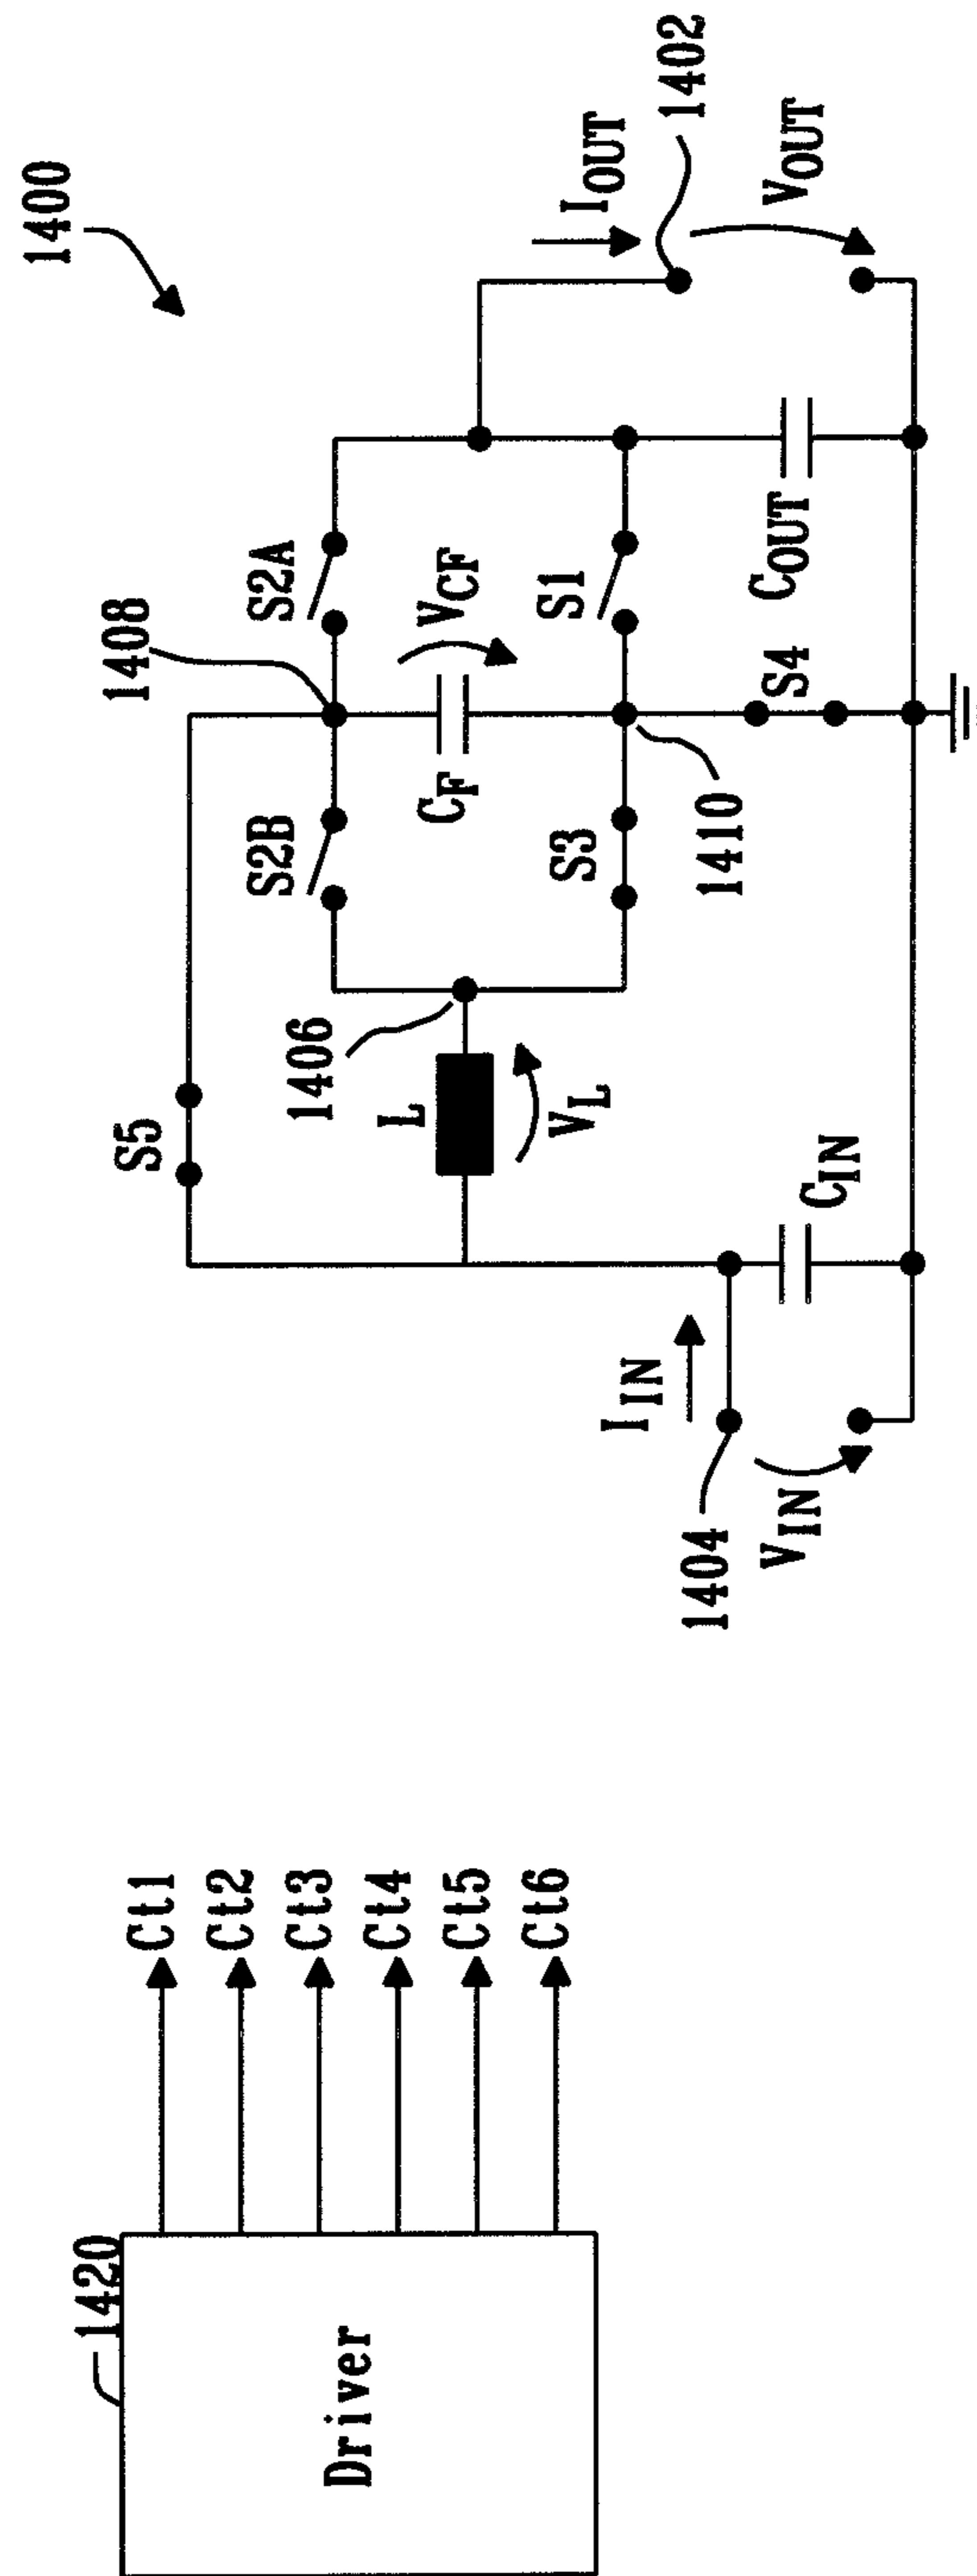 1400
1408
S5
S2B
S2A
1406
L
V_L
C_F
V_CF
I_OUT
1402
S3
1410
S1
S4
C_OUT
V_OUT
1404
I_IN
V_IN
C_IN
1420
Driver
Ct1
Ct2
Ct3
Ct4
Ct5
Ct6